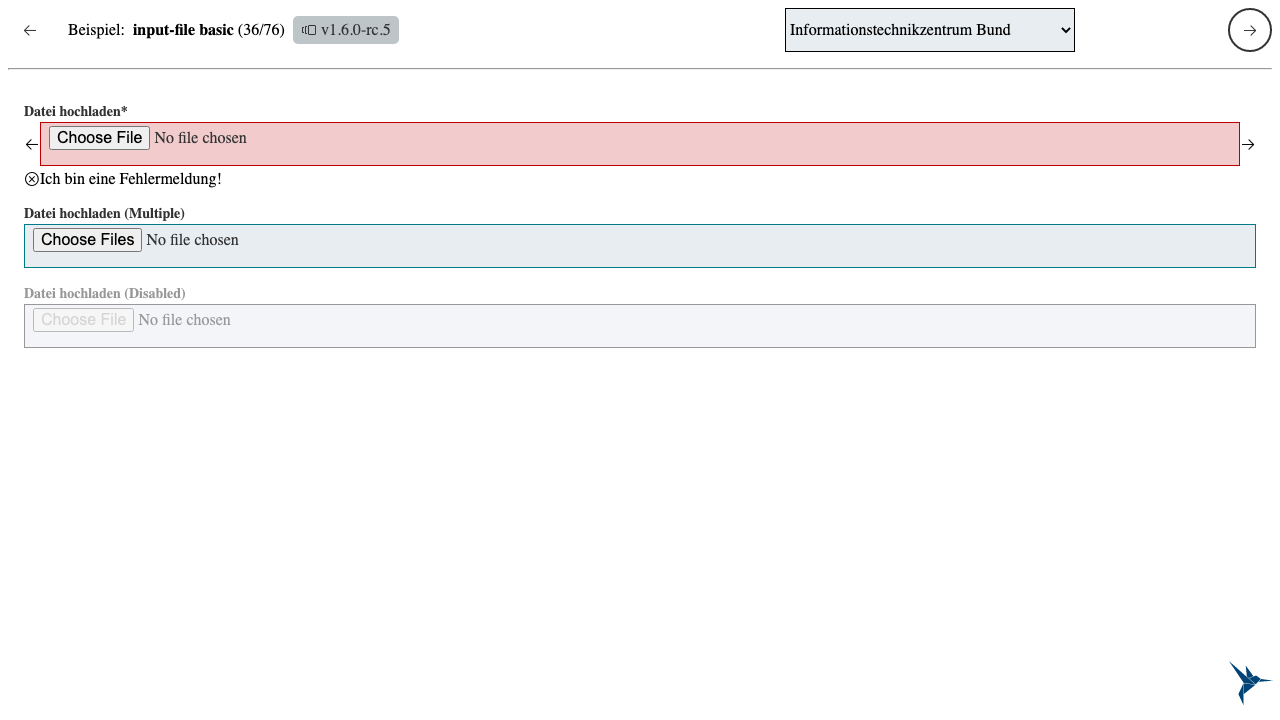 Beispiel: input-file basic (36/76) v1.6.0-rc.5 Informationstechnikzentrum Bund
Datei hochladen*
Choose File No file chosen
Ich bin eine Fehlermeldung!
Datei hochladen (Multiple)
Choose Files No file chosen
Datei hochladen (Disabled)
Choose File No file chosen